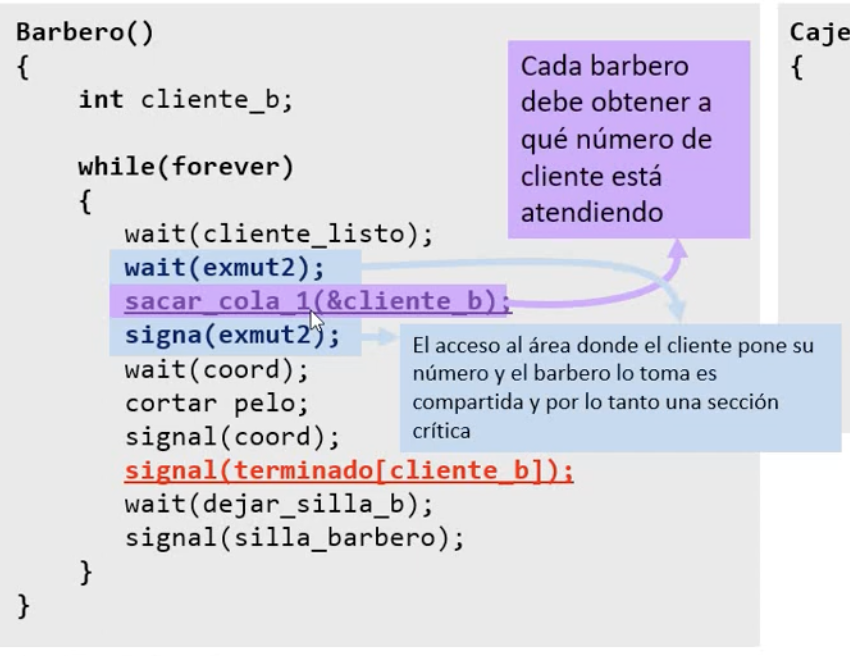 Barbero()
{
int cliente_b;
while(forever)
{
wait(cliente_listo);
wait(exmut2);
sacar_cola_1(&cliente_b);
signa(exmut2);
wait(coord);
cortar pelo;
signal(coord);
signal(terminado[cliente_b]);
wait(dejar_silla_b);
signal(silla_barbero);
}
}
Cada barbero
debe obtener a
qué número de
cliente está
atendiendo
El acceso al área donde el cliente pone su
número y el barbero lo toma es
compartida y por lo tanto una sección
crítica
Caje
{